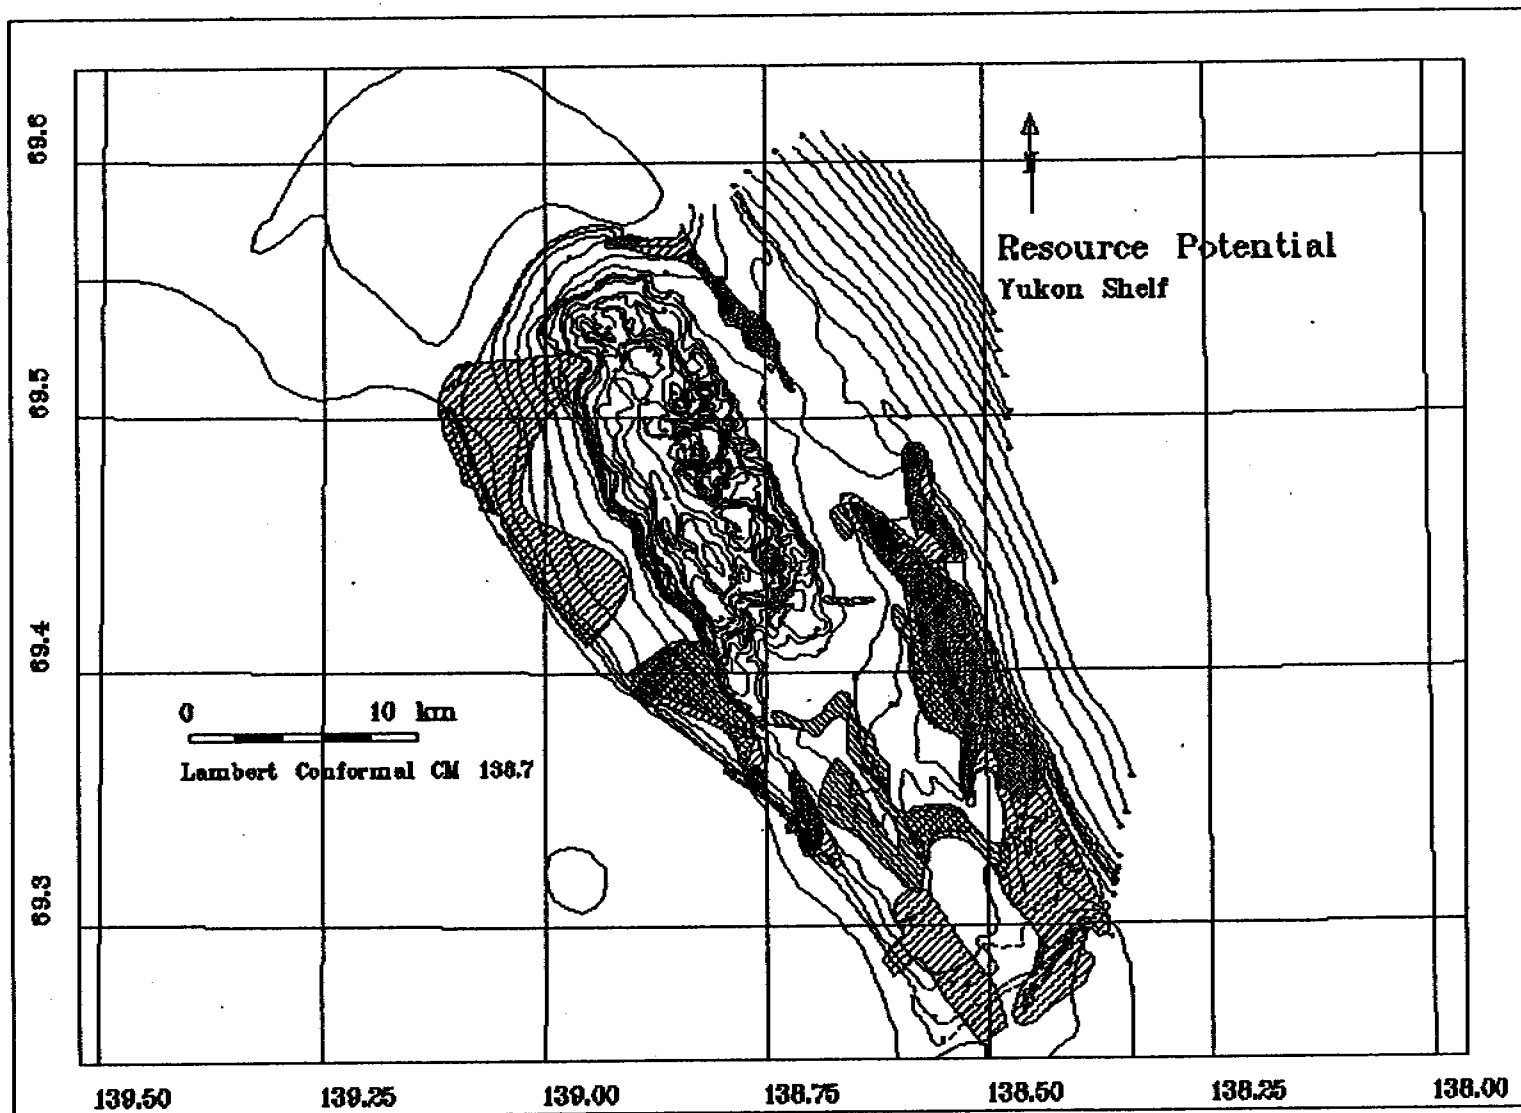 69.6
N
Resource Potential
Yukon Shelf
69.5
69.4
0 10 km
Lambert Conformal CM 138.7
69.3
139.50 139.25 139.00 138.75 138.50 138.25 138.00